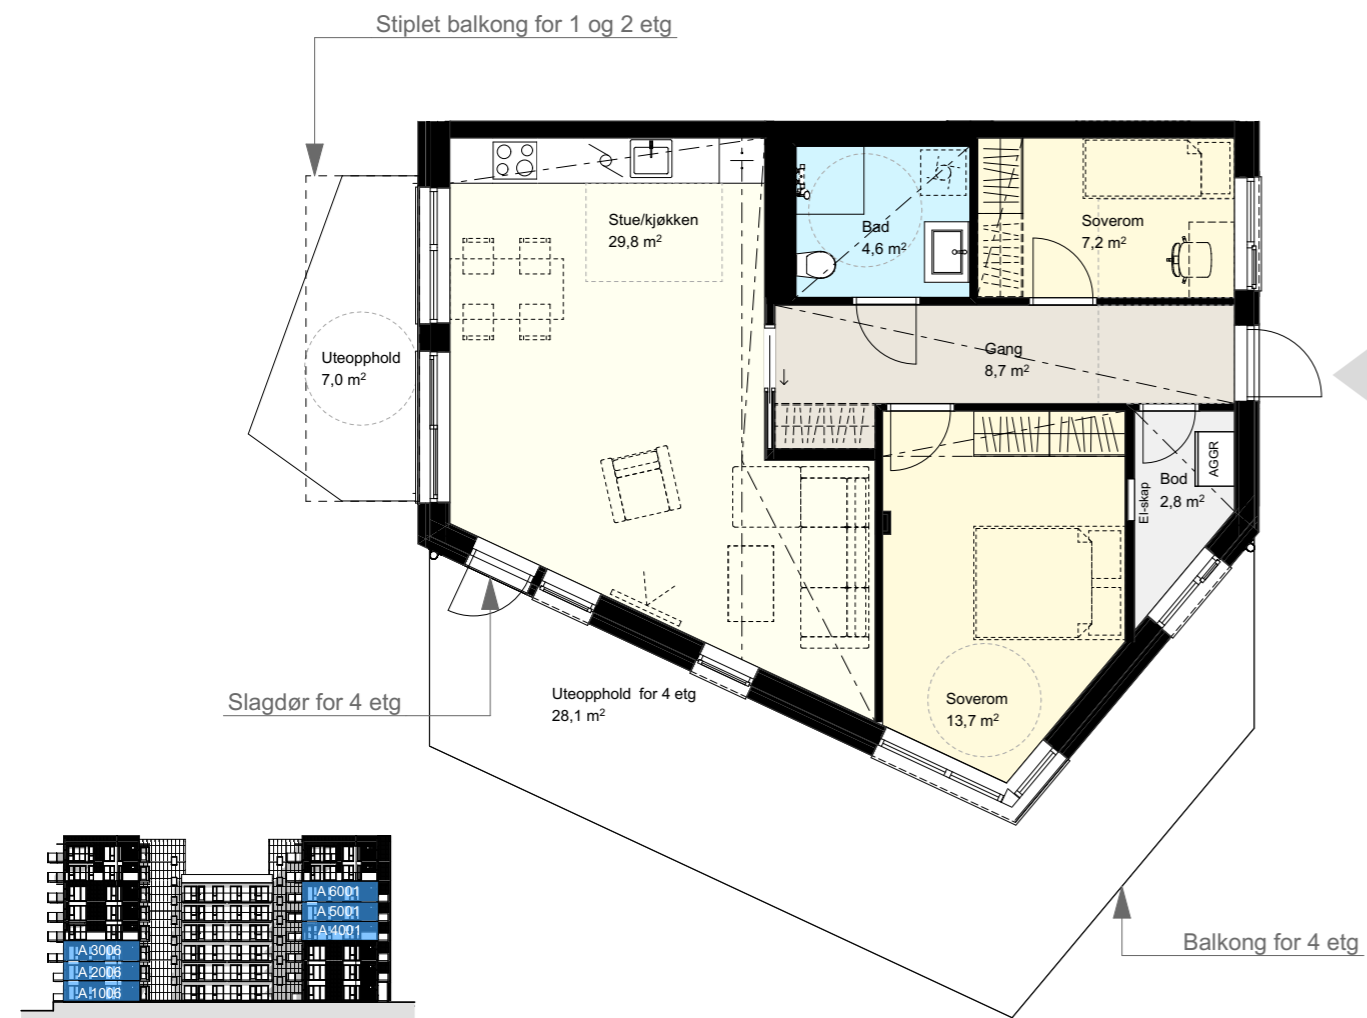 Stiplet balkong for 1 og 2 etg
Stue/kjøkken
29,8 m²
Bad
4,6 m²
Soverom
7,2 m²
Uteopphold
7,0 m²
Gang
8,7 m²
AGGR
Bod
2,8 m²
El-skap
Slagdør for 4 etg
Uteopphold for 4 etg
28,1 m²
Soverom
13,7 m²
Balkong for 4 etg
A 6001
A 5001
A 4001
A 3006
A 2006
A 1006